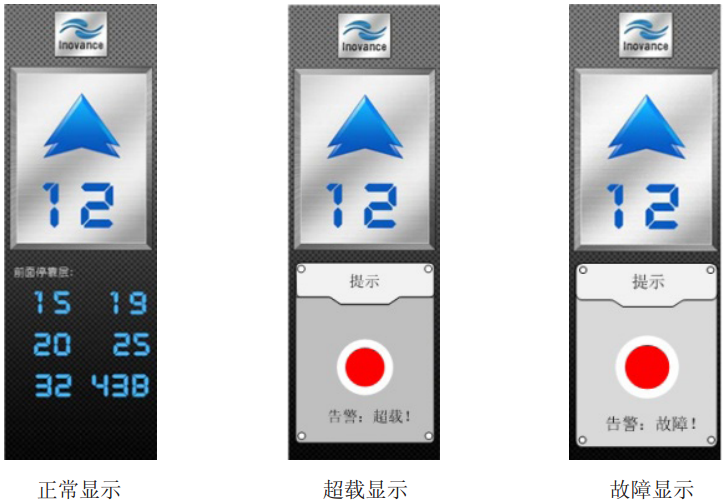 Inovance
12
前面停靠层:
15 19
20 25
32 438
正常显示
Inovance
12
提示
告警: 超载!
超载显示
Inovance
12
提示
告警: 故障!
故障显示